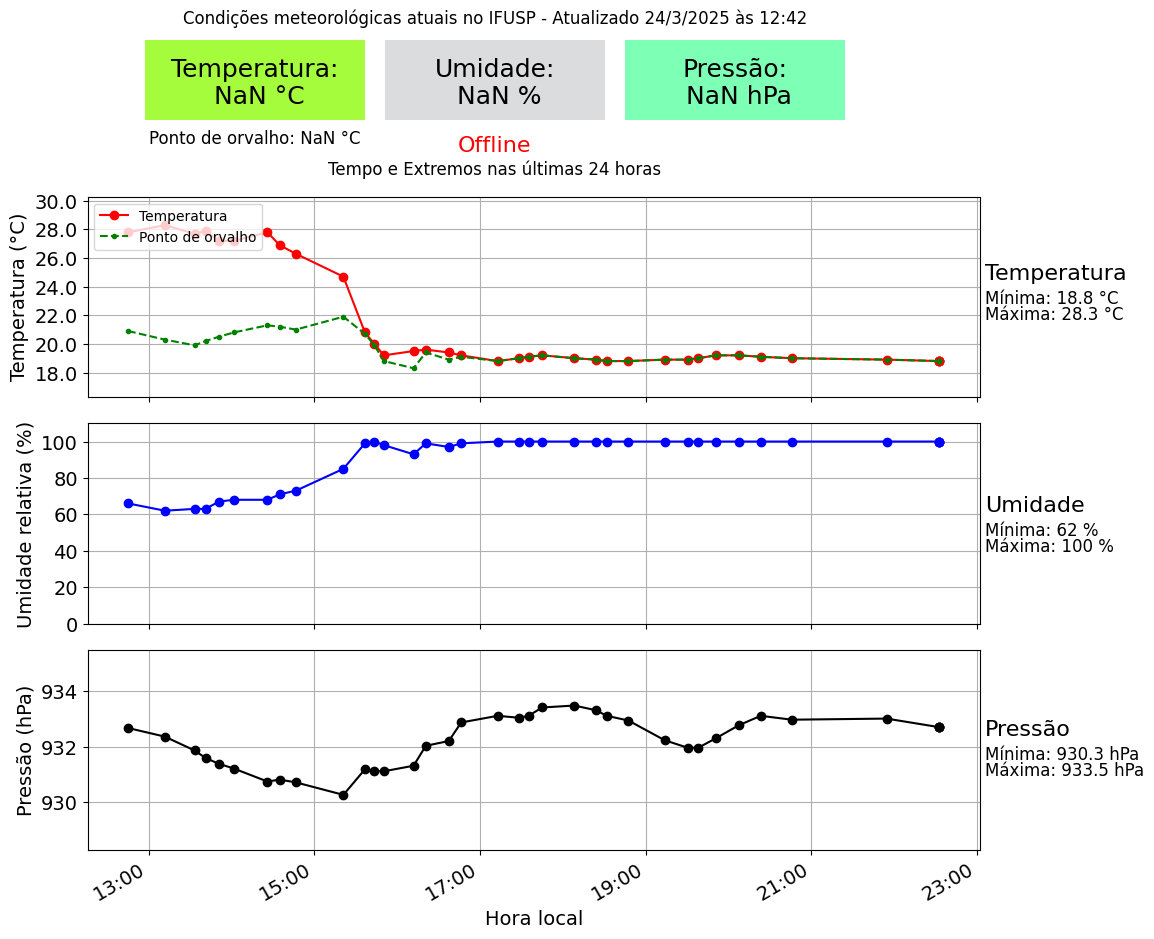 Condições meteorológicas atuais no IFUSP - Atualizado 24/3/2025 às 12:42
Temperatura:
NaN °C
Umidade:
NaN %
Pressão:
NaN hPa
Ponto de orvalho: NaN °C
Offline
Tempo e Extremos nas últimas 24 horas
Temperatura (°C)
30.0
28.0
26.0
24.0
22.0
20.0
18.0
Temperatura
Ponto de orvalho
Temperatura
Mínima: 18.8 °C
Máxima: 28.3 °C
Umidade relativa (%)
100
80
60
40
20
0
Umidade
Mínima: 62 %
Máxima: 100 %
Pressão (hPa)
934
932
930
Pressão
Mínima: 930.3 hPa
Máxima: 933.5 hPa
13:00
15:00
17:00
19:00
21:00
23:00
Hora local